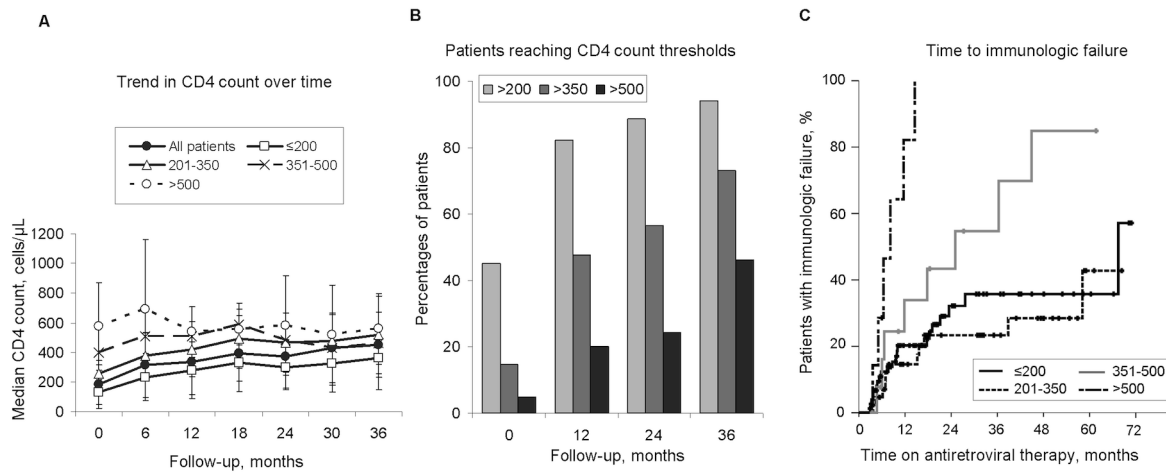 A
Trend in CD4 count over time
All patients ≤200
201-350 351-500
>500
Median CD4 count, cells/µL
1200
1000
800
600
400
200
0
0 6 12 18 24 30 36
Follow-up, months
B
Patients reaching CD4 count thresholds
>200 >350 >500
Percentages of patients
100
80
60
40
20
0
0 12 24 36
Follow-up, months
C
Time to immunologic failure
Patients with immunologic failure, %
100
80
60
40
20
0
≤200 351-500
201-350 >500
0 12 24 36 48 60 72
Time on antiretroviral therapy, months